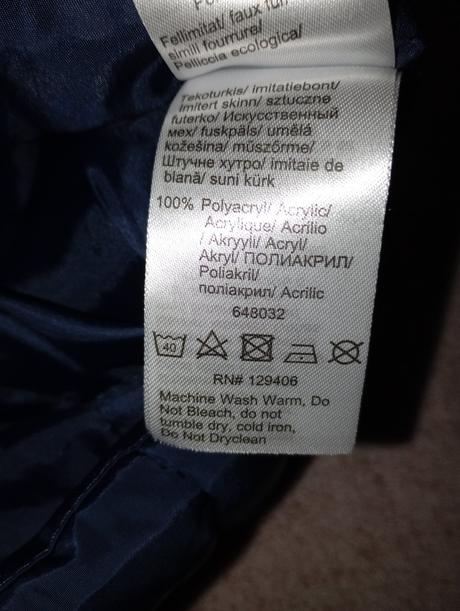 Fellimitat/ faux fur/
simili fourrure/
Pelliccia ecologica/
Tekoturkis/ Imitatiebont/
imitert skinn/ sztuczne
futerko/ Искусственный
мех/ fuskpäls/ umělá
kožešina/ műszőrme/
Штучне хутро/ imitaie de
blană/ suni kürk
100% Polyacryl/ Acrylic/
Acrylique/ Acrilico
/ Akryyli/ Acryl/
Akryl/ ПОЛИАКРИЛ/
Poliakril/
поліакрил/ Acrilic
648032
40
RN# 129406
Machine Wash Warm, Do
Not Bleach, do not
tumble dry, cold iron,
Do Not Dryclean